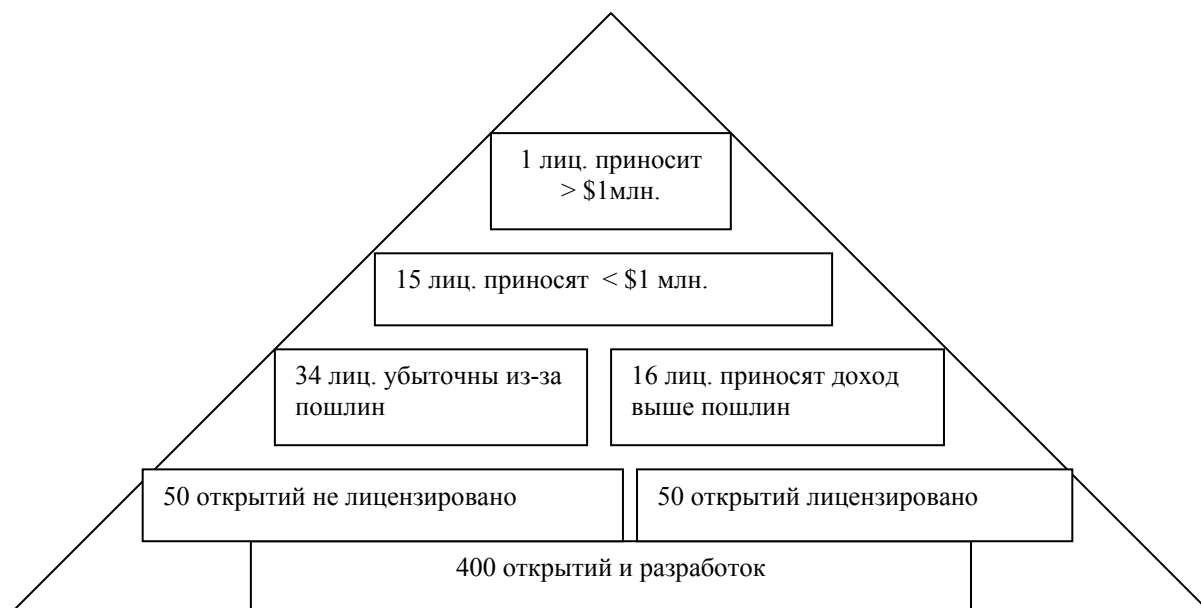 1 лиц. приносит
> $1млн.
15 лиц. приносят < $1 млн.
34 лиц. убыточны из-за
пошлин
16 лиц. приносят доход
выше пошлин
50 открытий не лицензировано
50 открытий лицензировано
400 открытий и разработок